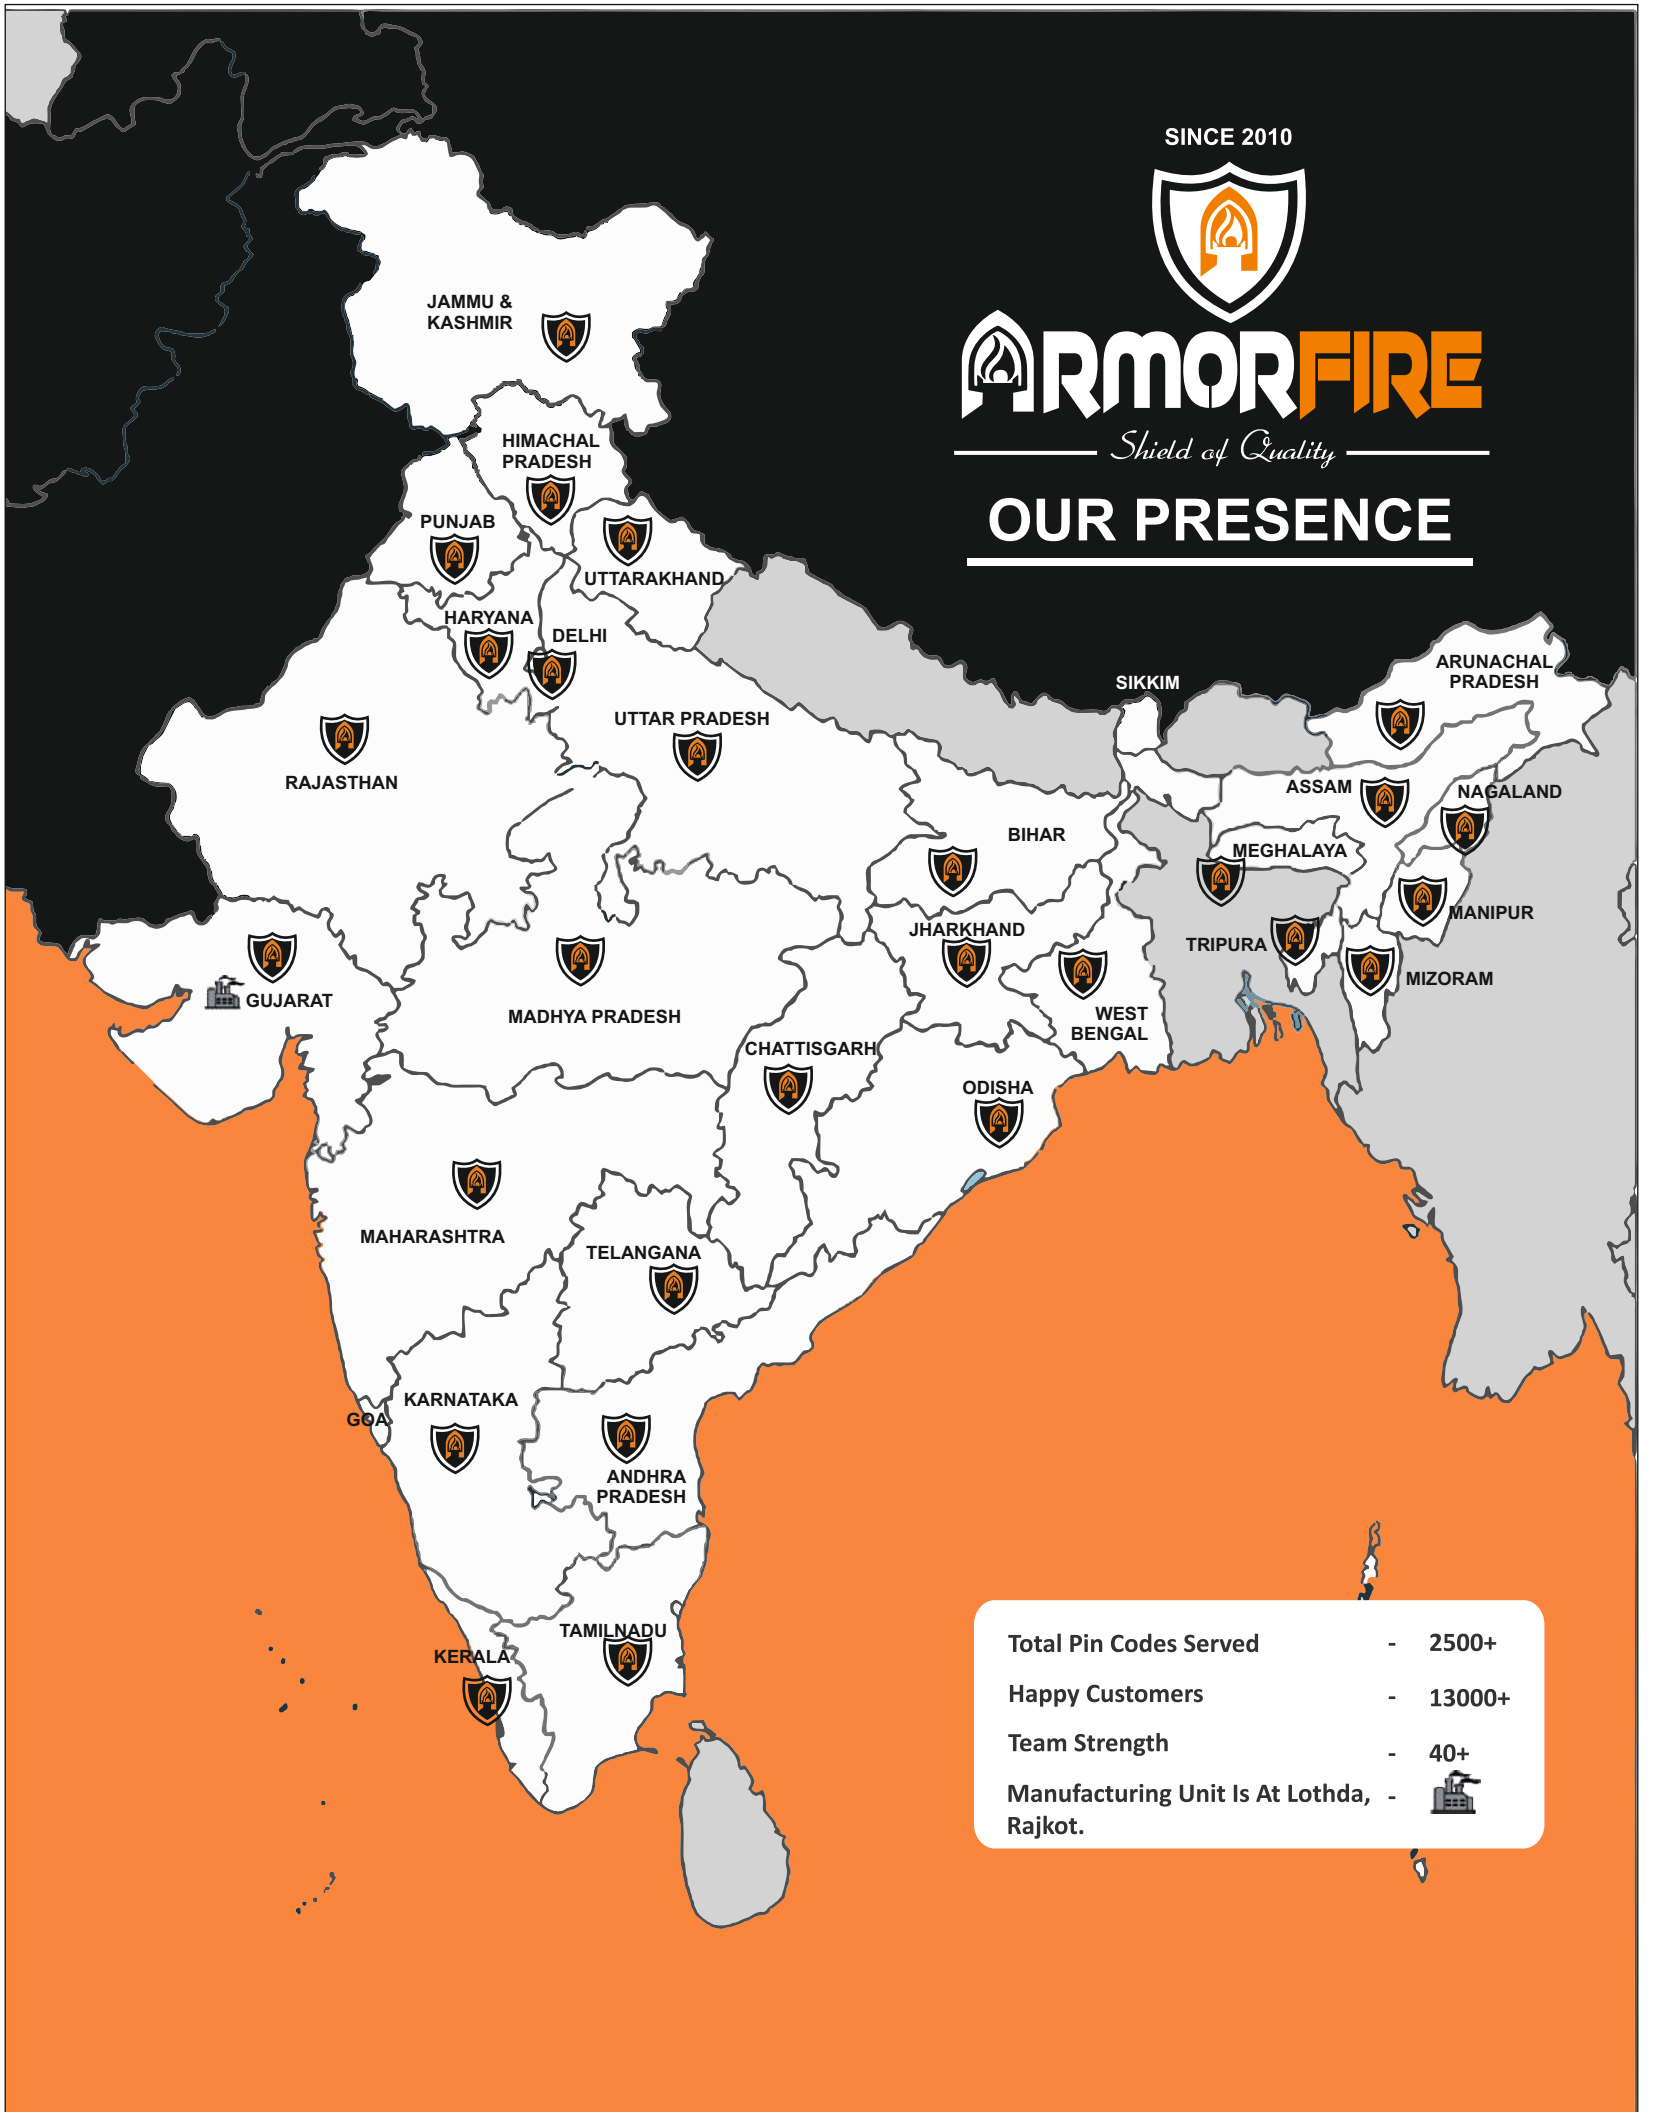 SINCE 2010
ARMORFIRE
Shield of Quality
OUR PRESENCE
JAMMU &
KASHMIR
HIMACHAL
PRADESH
PUNJAB
UTTARAKHAND
HARYANA
DELHI
UTTAR PRADESH
RAJASTHAN
SIKKIM
ARUNACHAL
PRADESH
ASSAM
NAGALAND
BIHAR
MEGHALAYA
MANIPUR
JHARKHAND
TRIPURA
MIZORAM
GUJARAT
MADHYA PRADESH
WEST
BENGAL
CHATTISGARH
ODISHA
MAHARASHTRA
TELANGANA
KARNATAKA
GOA
ANDHRA
PRADESH
TAMILNADU
KERALA
Total Pin Codes Served - 2500+
Happy Customers - 13000+
Team Strength - 40+
Manufacturing Unit Is At Lothda, -
Rajkot.